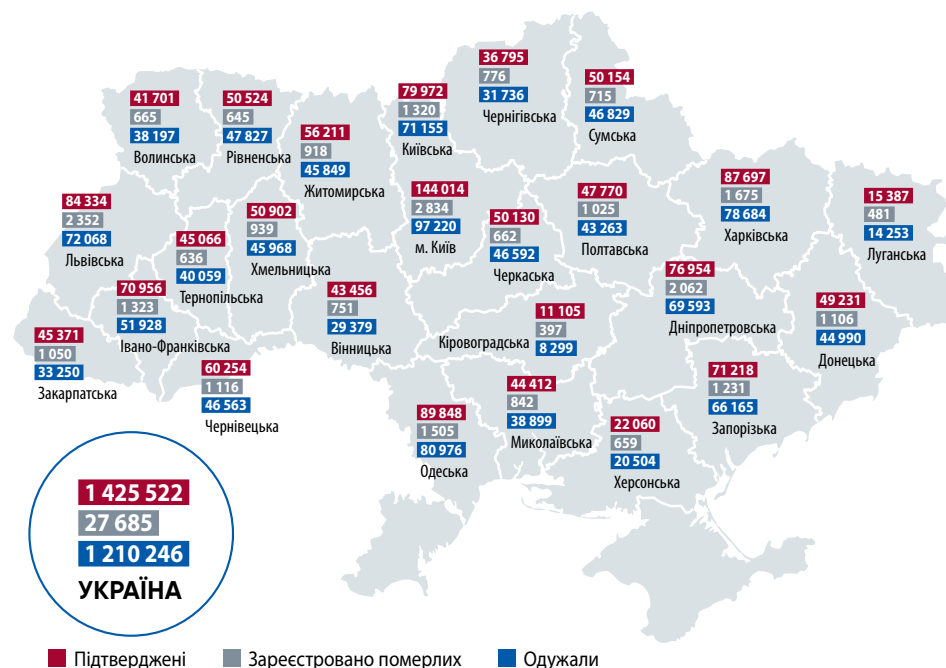 36 795
776
31 736
Чернігівська
50 154
715
46 829
Сумська
79 972
1 320
71 155
Київська
41 701
665
38 197
Волинська
50 524
645
47 827
Рівненська
56 211
918
45 849
Житомирська
87 697
1 675
78 684
Харківська
15 387
481
14 253
Луганська
84 334
2 352
72 068
Львівська
45 066
636
40 059
Тернопільська
50 902
939
45 968
Хмельницька
144 014
2 834
97 220
м. Київ
50 130
662
46 592
Черкаська
47 770
1 025
43 263
Полтавська
76 954
2 062
69 593
Дніпропетровська
49 231
1 106
44 990
Донецька
70 956
1 323
51 928
Івано-Франківська
43 456
751
29 379
Вінницька
11 105
397
8 299
Кіровоградська
45 371
1 050
33 250
Закарпатська
60 254
1 116
46 563
Чернівецька
89 848
1 505
80 976
Одеська
44 412
842
38 899
Миколаївська
22 060
659
20 504
Херсонська
71 218
1 231
66 165
Запорізька
1 425 522
27 685
1 210 246
УКРАЇНА
Підтверджені
Зареєстровано померлих
Одужали